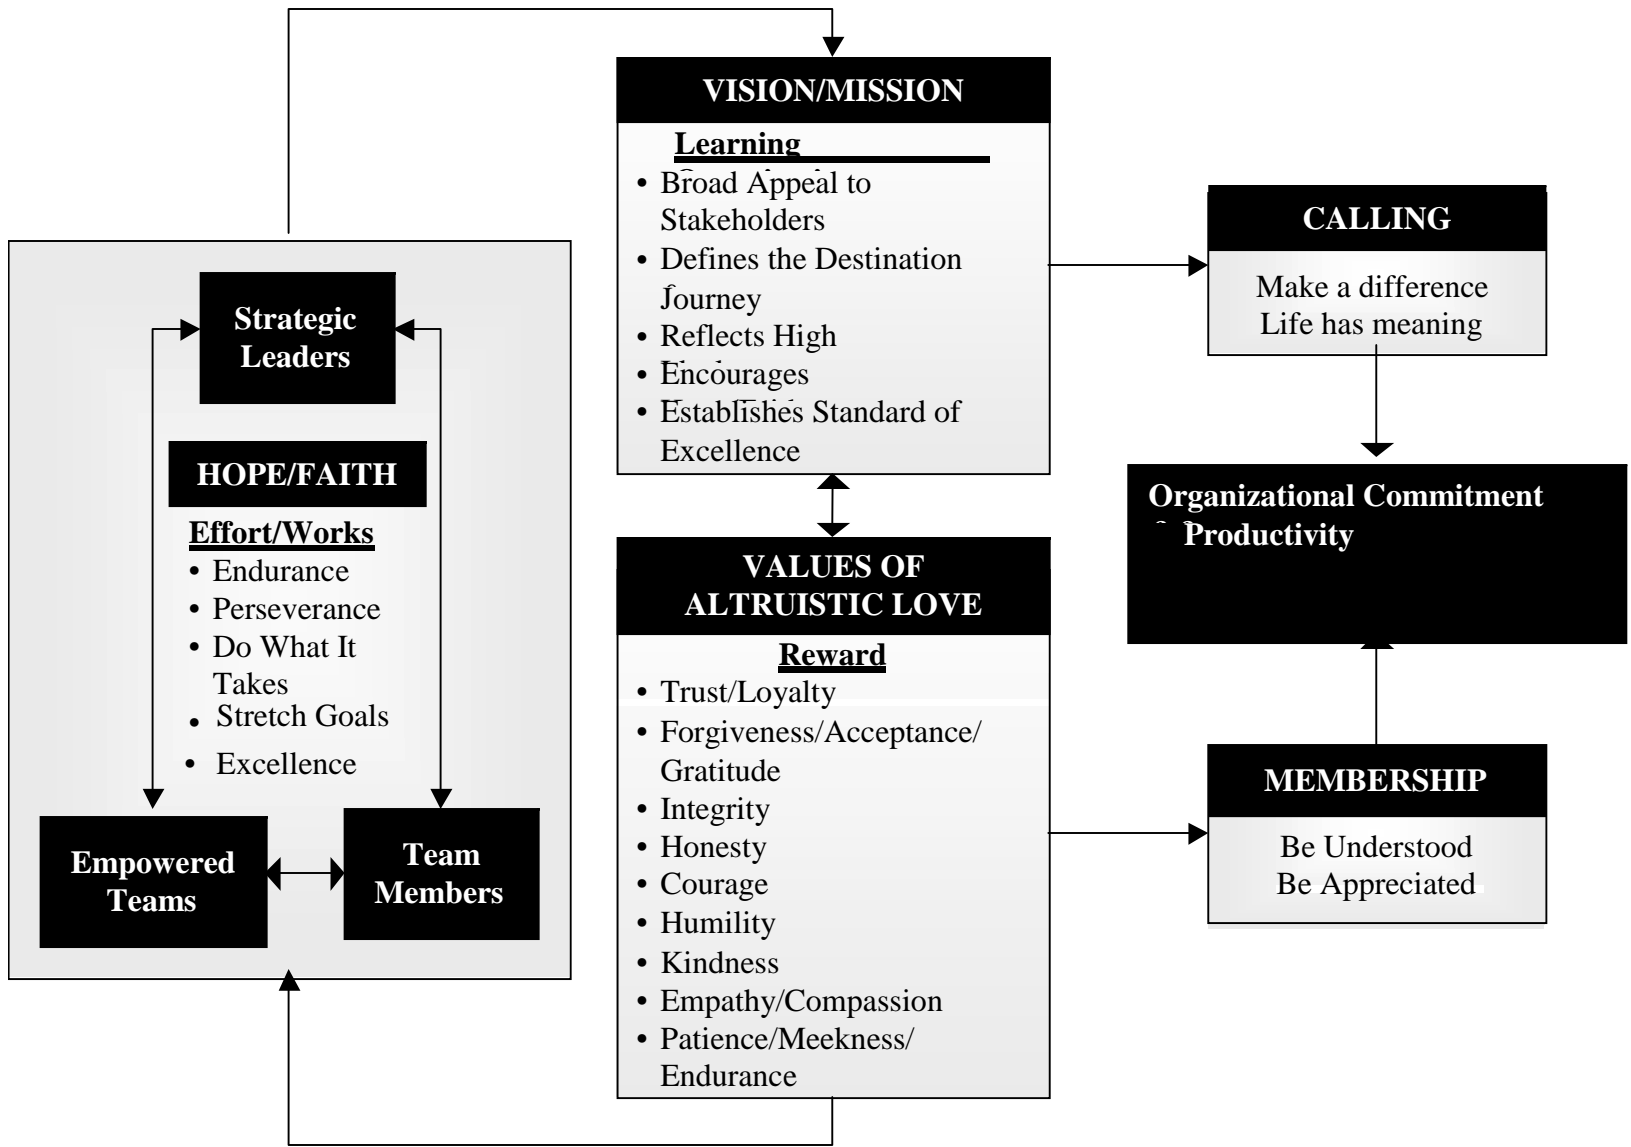 Strategic
Leaders
HOPE/FAITH
Effort/Works
• Endurance
• Perseverance
• Do What It
Takes
• Stretch Goals
• Excellence
Empowered
Teams
Team
Members
VISION/MISSION
Learning
• Broad Appeal to
Stakeholders
• Defines the Destination
Journey
• Reflects High
• Encourages
• Establishes Standard of
Excellence
VALUES OF
ALTRUISTIC LOVE
Reward
• Trust/Loyalty
• Forgiveness/Acceptance/
Gratitude
• Integrity
• Honesty
• Courage
• Humility
• Kindness
• Empathy/Compassion
• Patience/Meekness/
Endurance
CALLING
Make a difference
Life has meaning
Organizational Commitment
Productivity
MEMBERSHIP
Be Understood
Be Appreciated